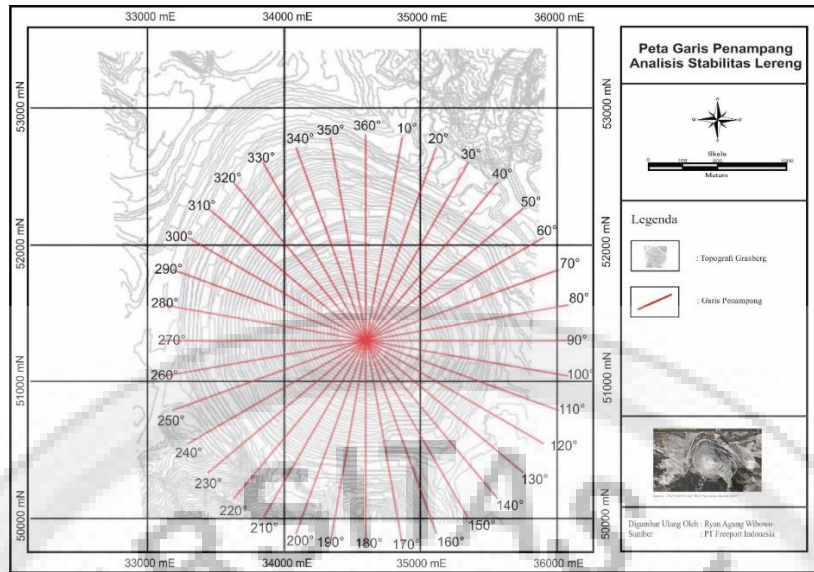 33000 mE 34000 mE 35000 mE 36000 mE
Peta Garis Penampang
Analisis Stabilitas Lereng
53000 mN 53000 mN
52000 mN 52000 mN
51000 mN 51000 mN
50000 mN 50000 mN
360°
10°
20°
30°
40°
50°
60°
70°
80°
90°
100°
110°
120°
130°
140°
150°
160°
170°
180°
190°
200°
210°
220°
230°
240°
250°
260°
270°
280°
290°
300°
310°
320°
330°
340°
350°
33000 mE 34000 mE 35000 mE 36000 mE
Skala
Meters
Legenda
: Topografi Grasberg
: Garis Penampang
Digambar Ulang Oleh : Ryan Agung Wibowo
Sumber : PT Freeport Indonesia
SITAS